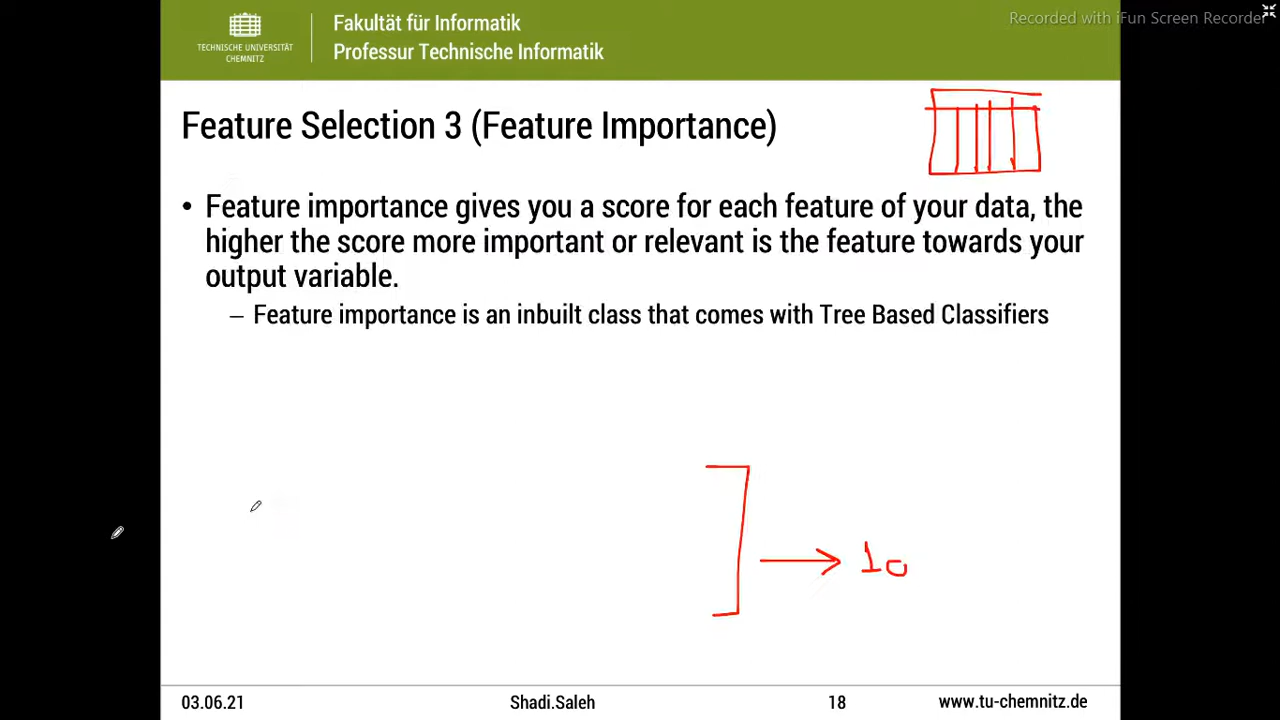 Recorded with iFun Screen Recorder
TECHNISCHE UNIVERSITÄT
CHEMNITZ
Fakultät für Informatik
Professur Technische Informatik
Feature Selection 3 (Feature Importance)
• Feature importance gives you a score for each feature of your data, the
higher the score more important or relevant is the feature towards your
output variable.
– Feature importance is an inbuilt class that comes with Tree Based Classifiers
10
03.06.21
Shadi.Saleh
18
www.tu-chemnitz.de